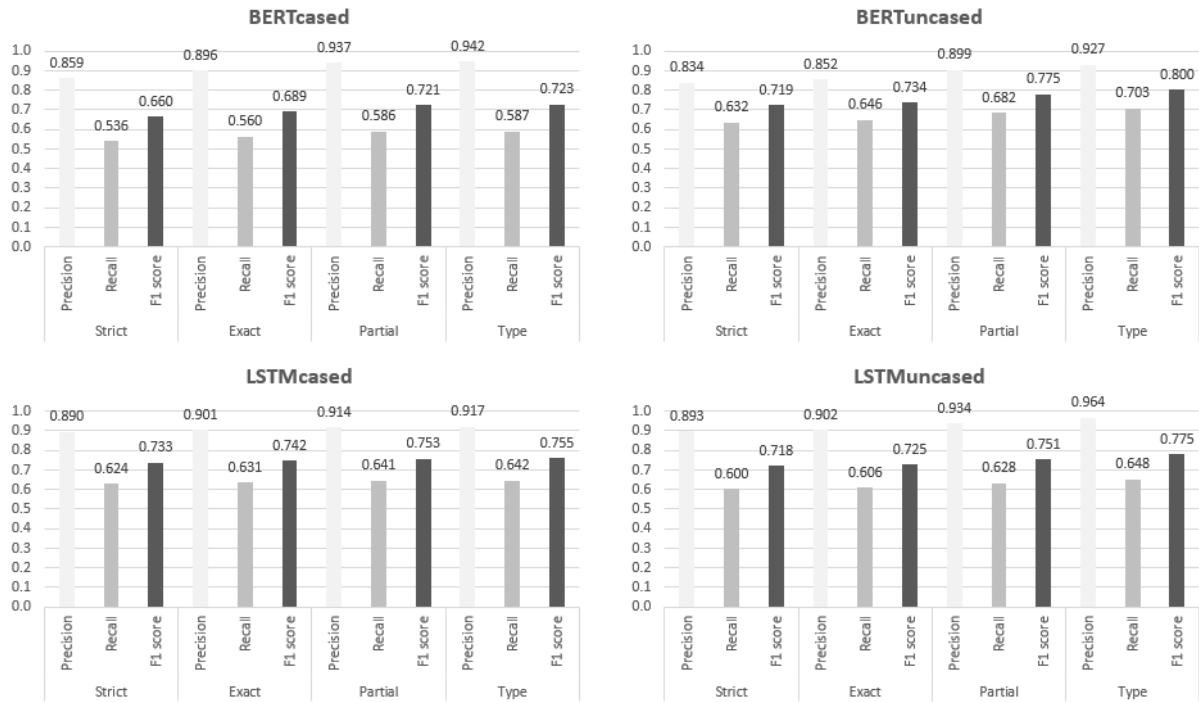 BERTcased
1.0
0.9
0.8
0.7
0.6
0.5
0.4
0.3
0.2
0.1
0.0
0.859 0.536 0.660 0.896 0.560 0.689 0.937 0.586 0.721 0.942 0.587 0.723
Precision Recall F1 score Precision Recall F1 score Precision Recall F1 score Precision Recall F1 score
Strict Exact Partial Type
BERTuncased
1.0
0.9
0.8
0.7
0.6
0.5
0.4
0.3
0.2
0.1
0.0
0.834 0.632 0.719 0.852 0.646 0.734 0.899 0.682 0.775 0.927 0.703 0.800
Precision Recall F1 score Precision Recall F1 score Precision Recall F1 score Precision Recall F1 score
Strict Exact Partial Type
LSTMcased
1.0
0.9
0.8
0.7
0.6
0.5
0.4
0.3
0.2
0.1
0.0
0.890 0.624 0.733 0.901 0.631 0.742 0.914 0.641 0.753 0.917 0.642 0.755
Precision Recall F1 score Precision Recall F1 score Precision Recall F1 score Precision Recall F1 score
Strict Exact Partial Type
LSTMuncased
1.0
0.9
0.8
0.7
0.6
0.5
0.4
0.3
0.2
0.1
0.0
0.893 0.600 0.718 0.902 0.606 0.725 0.934 0.628 0.751 0.964 0.648 0.775
Precision Recall F1 score Precision Recall F1 score Precision Recall F1 score Precision Recall F1 score
Strict Exact Partial Type